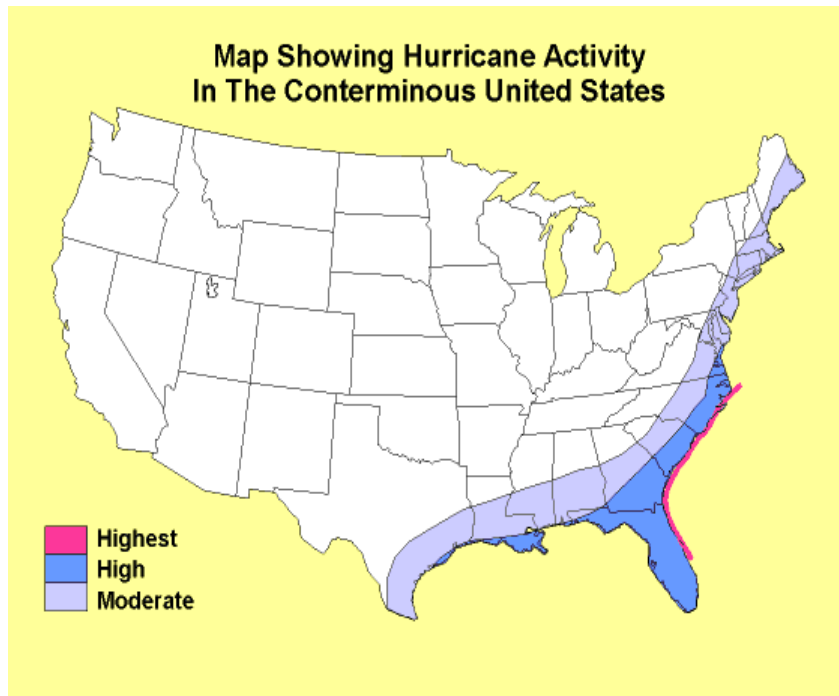 Map Showing Hurricane Activity
In The Conterminous United States
Highest
High
Moderate